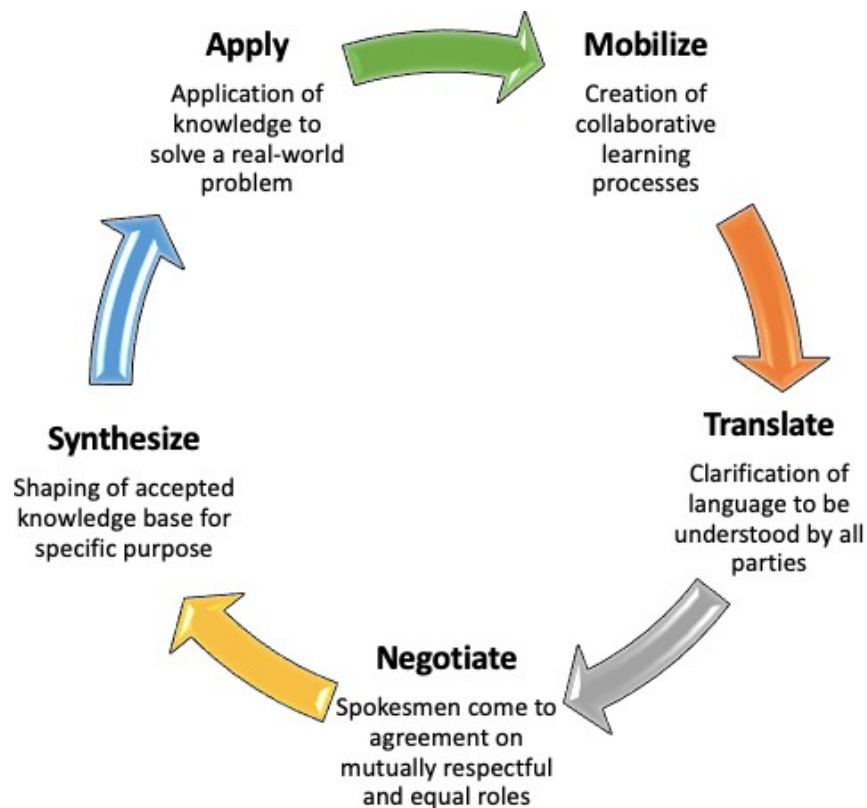 Apply
Application of
knowledge to
solve a real-world
problem
Mobilize
Creation of
collaborative
learning
processes
Translate
Clarification of
language to be
understood by all
parties
Negotiate
Spokesmen come to
agreement on
mutually respectful
and equal roles
Synthesize
Shaping of accepted
knowledge base for
specific purpose